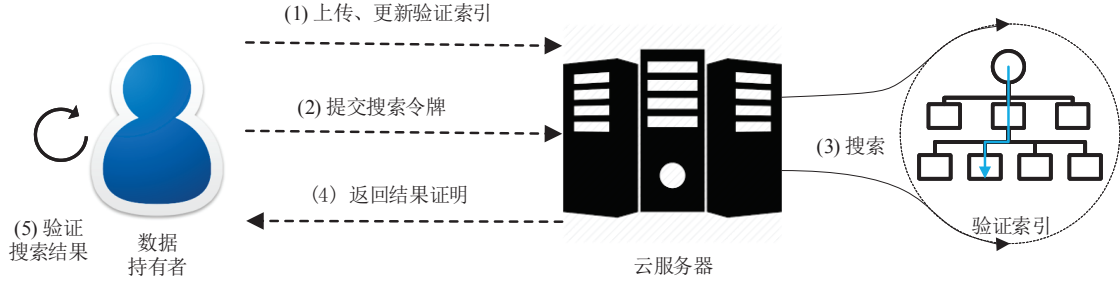 (1) 上传、更新验证索引
(2) 提交搜索令牌
(3) 搜索
(4) 返回结果证明
(5) 验证
搜索结果
数据
持有者
云服务器
验证索引